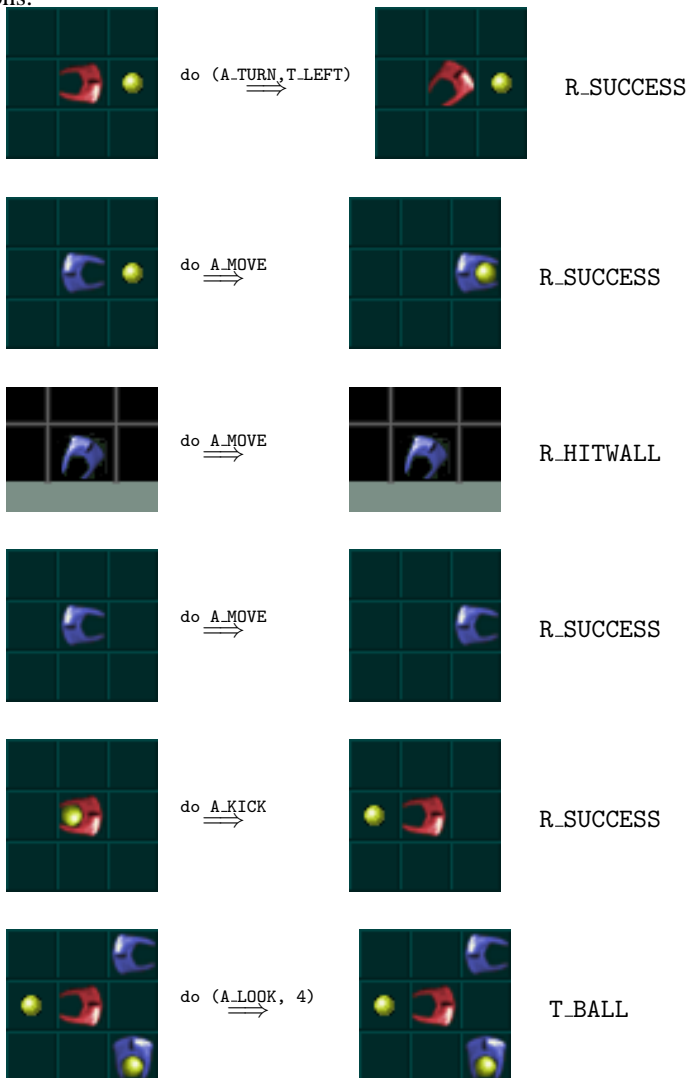 do (A_TURN,T_LEFT)
⟹
R_SUCCESS
do A_MOVE
⟹
R_SUCCESS
do A_MOVE
⟹
R_HITWALL
do A_MOVE
⟹
R_SUCCESS
do A_KICK
⟹
R_SUCCESS
do (A_LOOK, 4)
⟹
T_BALL